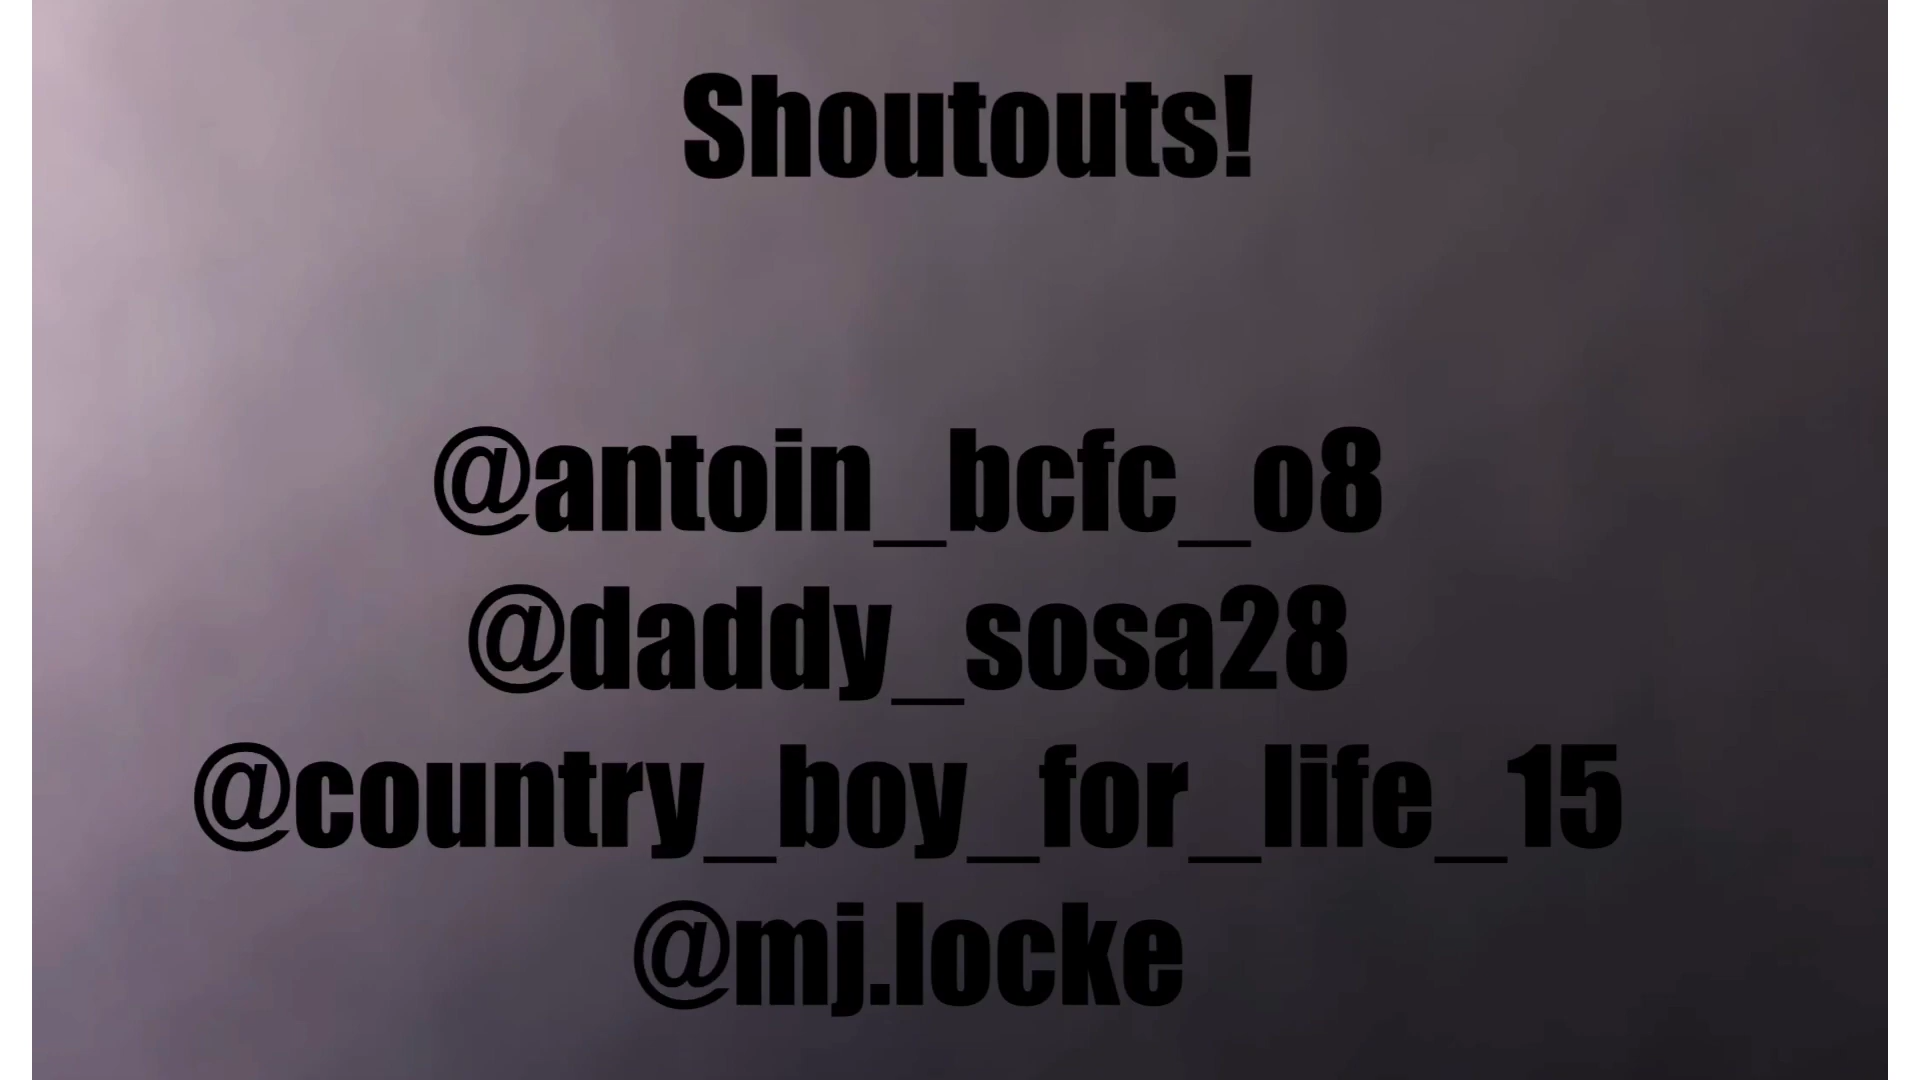 Shoutouts!
@antoin_bcfc_o8
@daddy_sosa28
@country_boy_for_life_15
@mj.locke